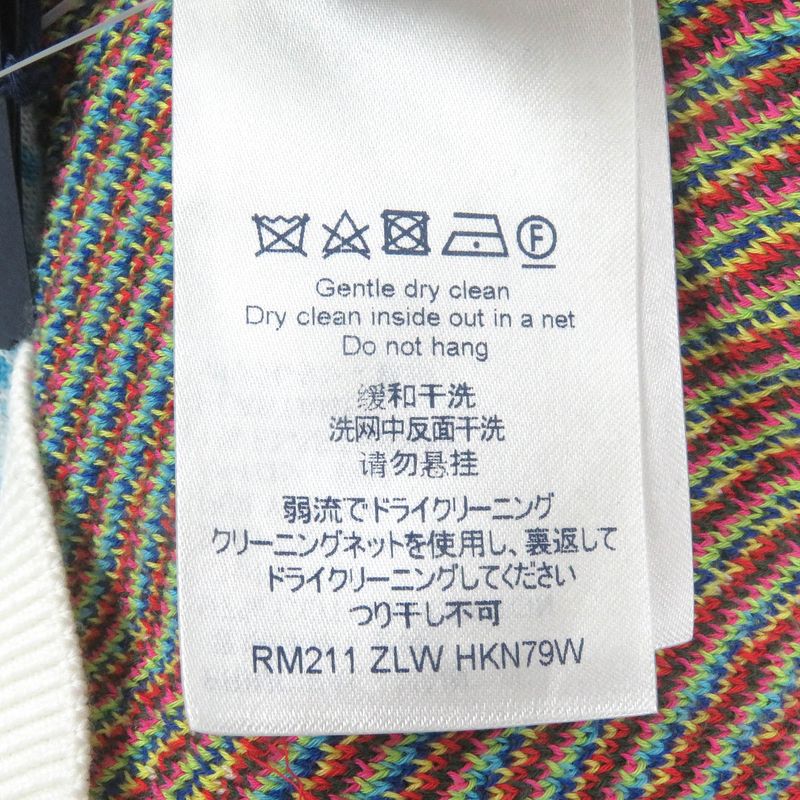 F
Gentle dry clean
Dry clean inside out in a net
Do not hang
缓和干洗
洗网中反面干洗
请勿悬挂
弱流でドライクリーニング
クリーニングネットを使用し、裏返して
ドライクリーニングしてください
つり干し不可
RM211 ZLW HKN79W